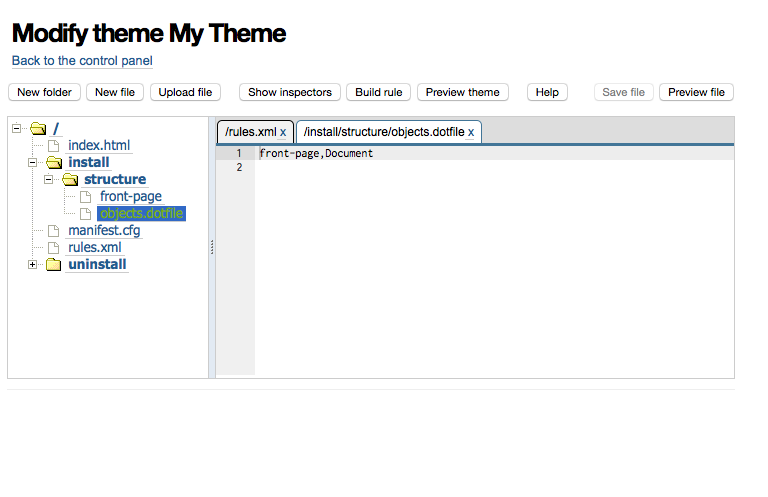 Modify theme My Theme
Back to the control panel
New folder New file Upload file Show inspectors Build rule Preview theme Help Save file Preview file
/
index.html
install
structure
front-page
objects.dotfile
manifest.cfg
rules.xml
uninstall
/rules.xml x /install/structure/objects.dotfile x
1 front-page,Document
2